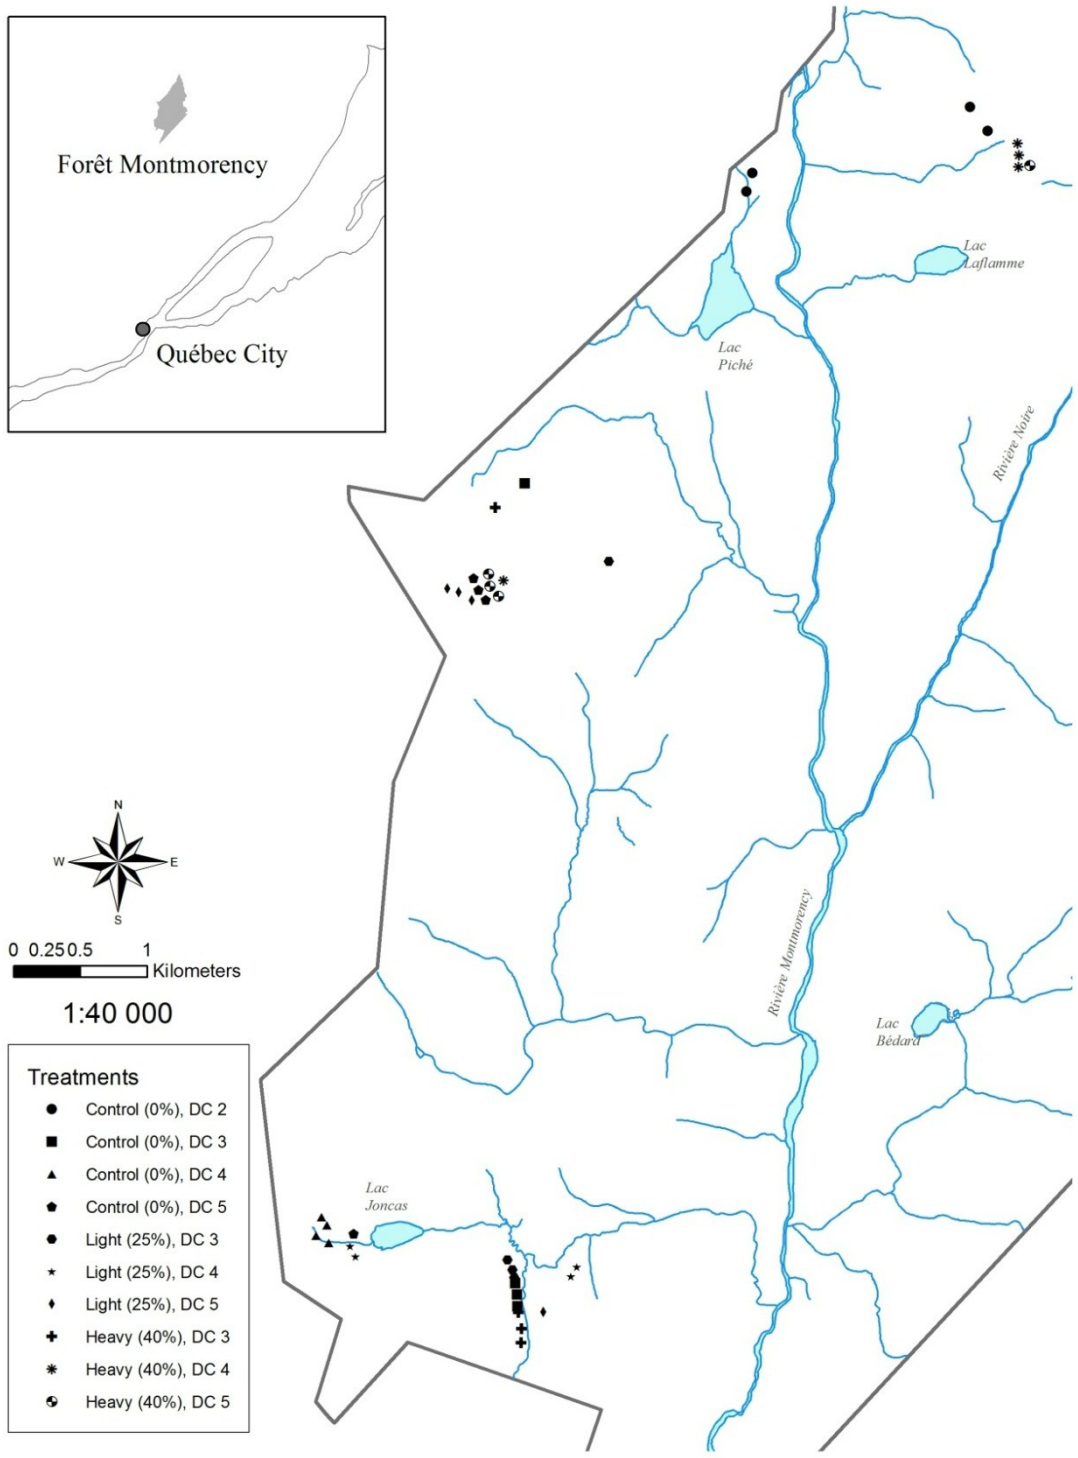 Forêt Montmorency
Québec City
Lac
Laflamme
Lac
Piché
Rivière Noire
N
W
E
S
0 0.25 0.5 1
Kilometers
1:40 000
Rivière Montmorency
Lac
Bédard
Lac
Joncas
Treatments
Control (0%), DC 2
Control (0%), DC 3
Control (0%), DC 4
Control (0%), DC 5
Light (25%), DC 3
Light (25%), DC 4
Light (25%), DC 5
Heavy (40%), DC 3
Heavy (40%), DC 4
Heavy (40%), DC 5